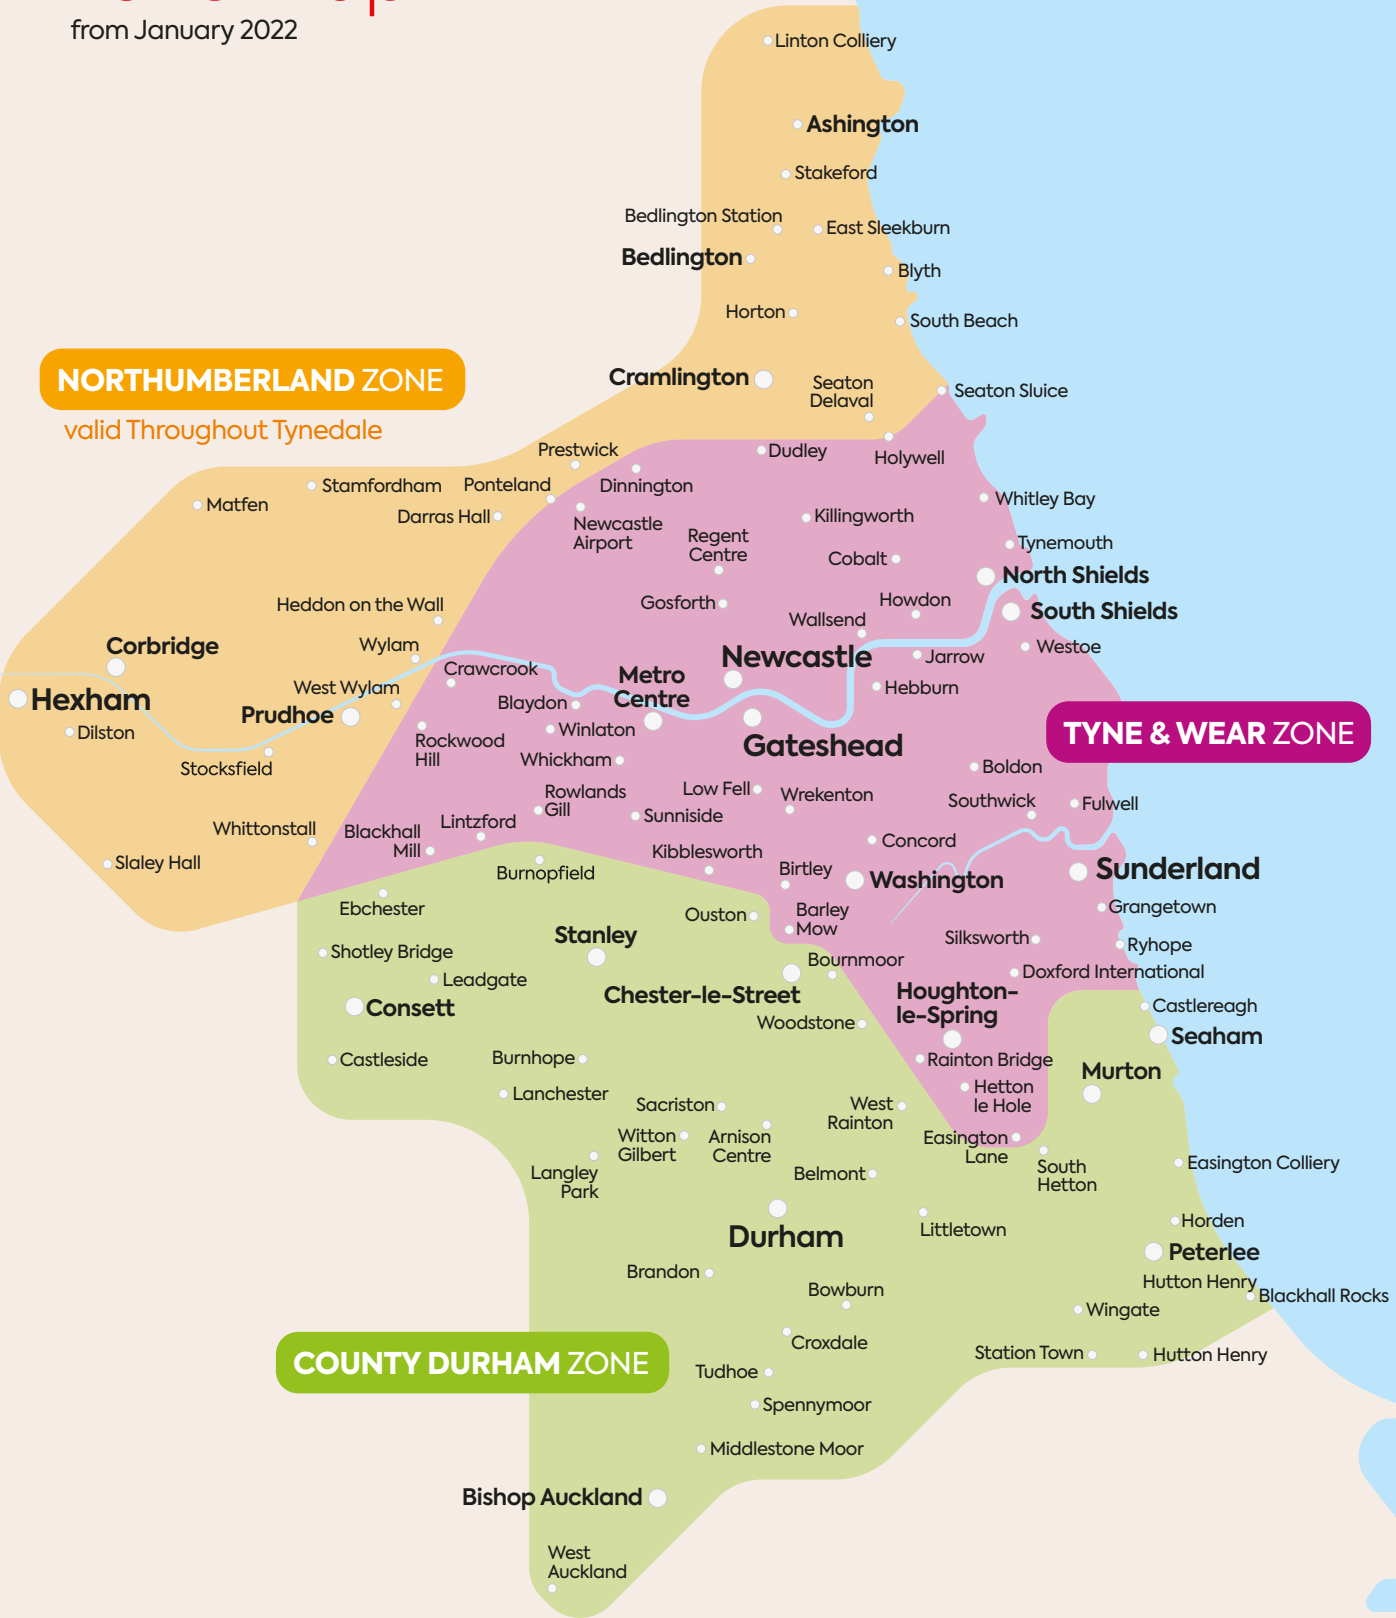 from January 2022
Linton Colliery
Ashington
Stakeford
Bedlington Station
East Sleekburn
Bedlington
Blyth
Horton
South Beach
NORTHUMBERLAND ZONE
valid Throughout Tynedale
Cramlington
Seaton
Delaval
Seaton Sluice
Prestwick
Dudley
Holywell
Stamfordham
Ponteland
Dinnington
Matfen
Darras Hall
Newcastle
Airport
Killingworth
Whitley Bay
Regent
Centre
Cobalt
Tynemouth
North Shields
Heddon on the Wall
Gosforth
Howdon
Wallsend
South Shields
Corbridge
Wylam
Westoe
Crawcrook
Metro
Centre
Newcastle
Jarrow
Hexham
West Wylam
Blaydon
Hebburn
Prudhoe
Dilston
Winlaton
TYNE & WEAR ZONE
Rockwood
Hill
Gateshead
Stocksfield
Whickham
Boldon
Rowlands
Gill
Low Fell
Wrekenton
Southwick
Fulwell
Whittonstall
Blackhall
Mill
Lintzford
Sunniside
Concord
Slaley Hall
Burnopfield
Kibblesworth
Birtley
Washington
Sunderland
Ebchester
Ouston
Barley
Mow
Grangetown
Stanley
Silksworth
Ryhope
Shotley Bridge
Leadgate
Bournmoor
Doxford International
Chester-le-Street
Houghton-
le-Spring
Consett
Castlereagh
Woodstone
Seaham
Castleside
Burnhope
Rainton Bridge
Murton
Lanchester
Hetton
le Hole
Sacriston
West
Rainton
Witton
Gilbert
Arnison
Centre
Easington
Lane
Langley
Park
Belmont
South
Hetton
Easington Colliery
Durham
Littletown
Horden
Peterlee
Brandon
Bowburn
Hutton Henry
Blackhall Rocks
Wingate
Croxdale
COUNTY DURHAM ZONE
Station Town
Hutton Henry
Tudhoe
Spennymoor
Middlestone Moor
Bishop Auckland
West
Auckland